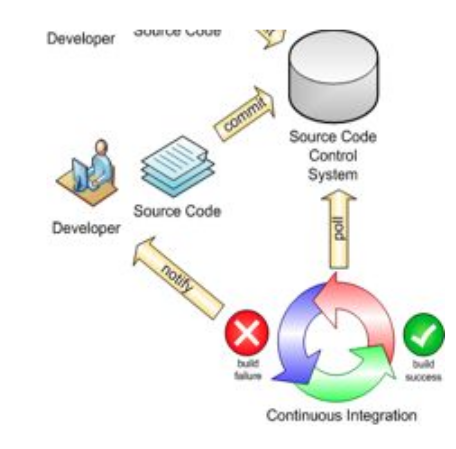 Developer
Source Code
commit
Source Code
Control
System
Source Code
Developer
poll
notify
build
failure
build
success
Continuous Integration